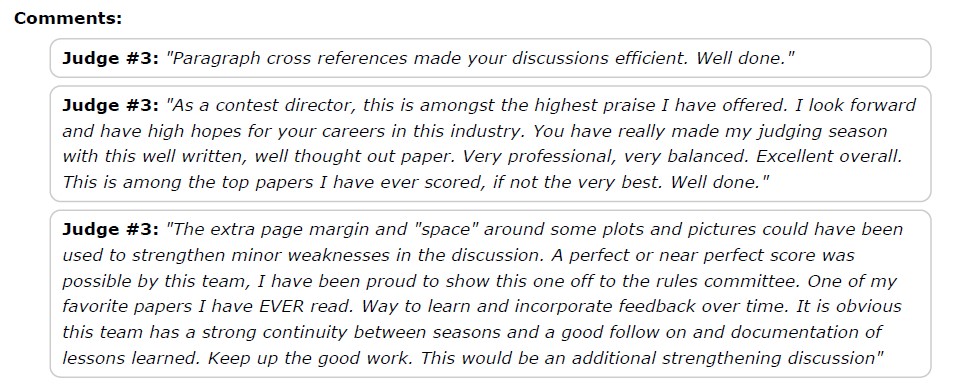 Comments:
Judge #3: "Paragraph cross references made your discussions efficient. Well done."
Judge #3: "As a contest director, this is amongst the highest praise I have offered. I look forward
and have high hopes for your careers in this industry. You have really made my judging season
with this well written, well thought out paper. Very professional, very balanced. Excellent overall.
This is among the top papers I have ever scored, if not the very best. Well done."
Judge #3: "The extra page margin and "space" around some plots and pictures could have been
used to strengthen minor weaknesses in the discussion. A perfect or near perfect score was
possible by this team, I have been proud to show this one off to the rules committee. One of my
favorite papers I have EVER read. Way to learn and incorporate feedback over time. It is obvious
this team has a strong continuity between seasons and a good follow on and documentation of
lessons learned. Keep up the good work. This would be an additional strengthening discussion"